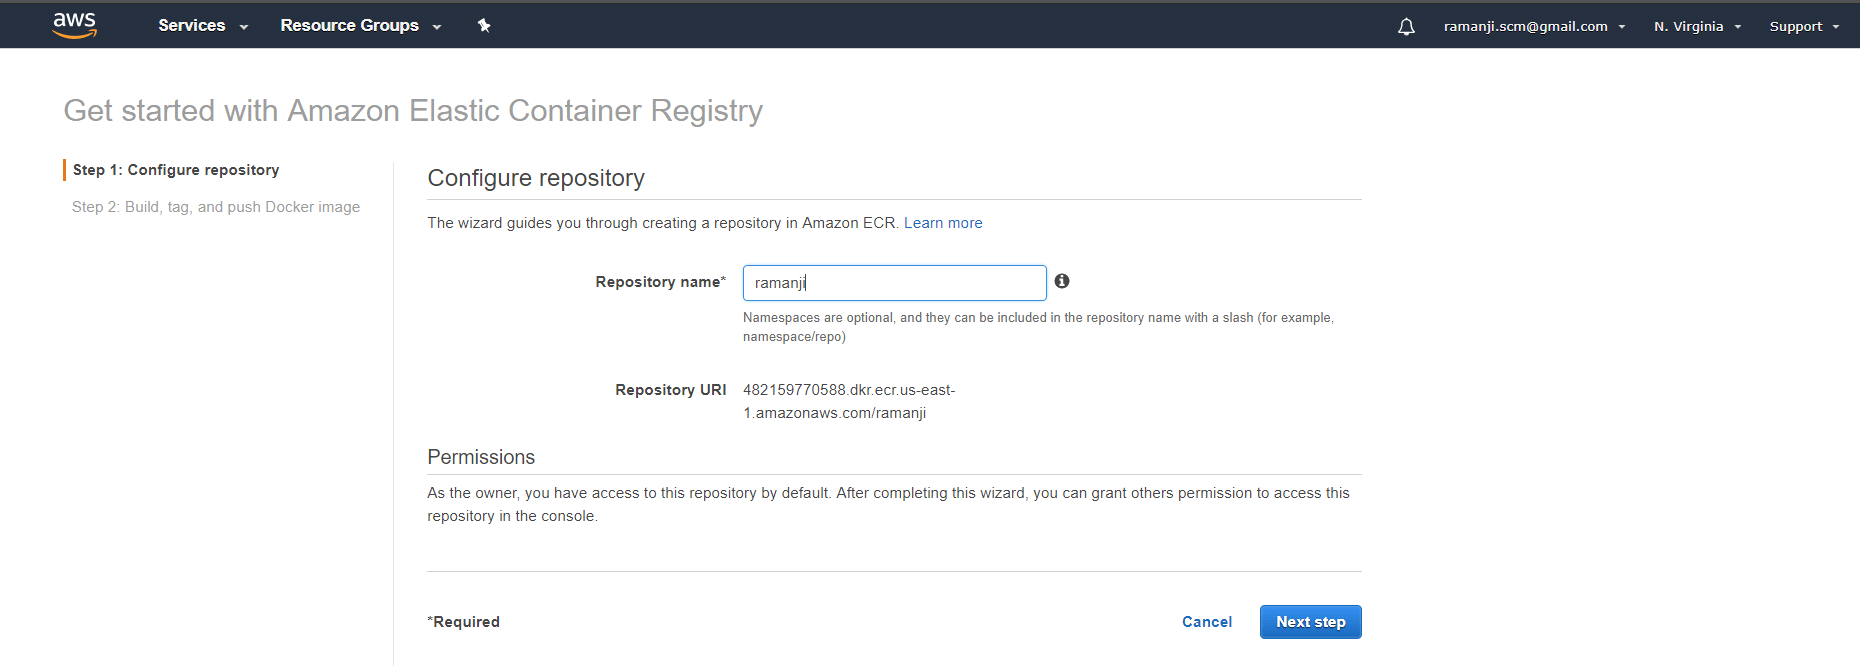 aws Services Resource Groups ramanji.scm@gmail.com N. Virginia Support
Get started with Amazon Elastic Container Registry
Step 1: Configure repository
Step 2: Build, tag, and push Docker image
Configure repository
The wizard guides you through creating a repository in Amazon ECR. Learn more
Repository name* ramanji
Namespaces are optional, and they can be included in the repository name with a slash (for example,
namespace/repo)
Repository URI 482159770588.dkr.ecr.us-east-
1.amazonaws.com/ramanji
Permissions
As the owner, you have access to this repository by default. After completing this wizard, you can grant others permission to access this
repository in the console.
*Required Cancel Next step